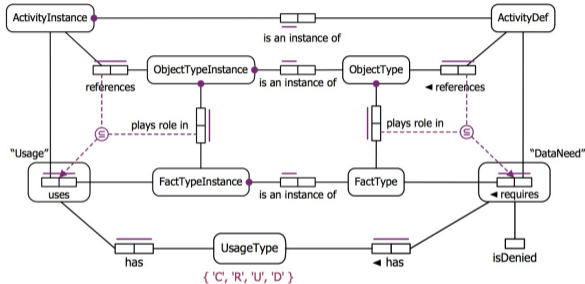 ActivityInstance
ActivityDef
is an instance of
ObjectTypeInstance
ObjectType
references
is an instance of
◄ references
plays role in
plays role in
"Usage"
"DataNeed"
FactTypeInstance
FactType
uses
is an instance of
◄ requires
UsageType
has
◄ has
isDenied
{ 'C', 'R', 'U', 'D' }